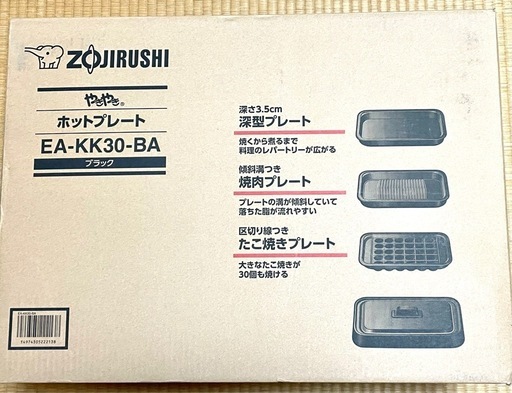 ZOJIRUSHI
やきやき®
ホットプレート
EA-KK30-BA
ブラック
深さ3.5cm
深型プレート
焼くから煮るまで
料理のレパートリーが広がる
傾斜溝つき
焼肉プレート
プレートの溝が傾斜していて
落ちた脂が流れやすい
区切り線つき
たこ焼きプレート
大きなたこ焼きが
30個も焼ける
EA-KK30-BA